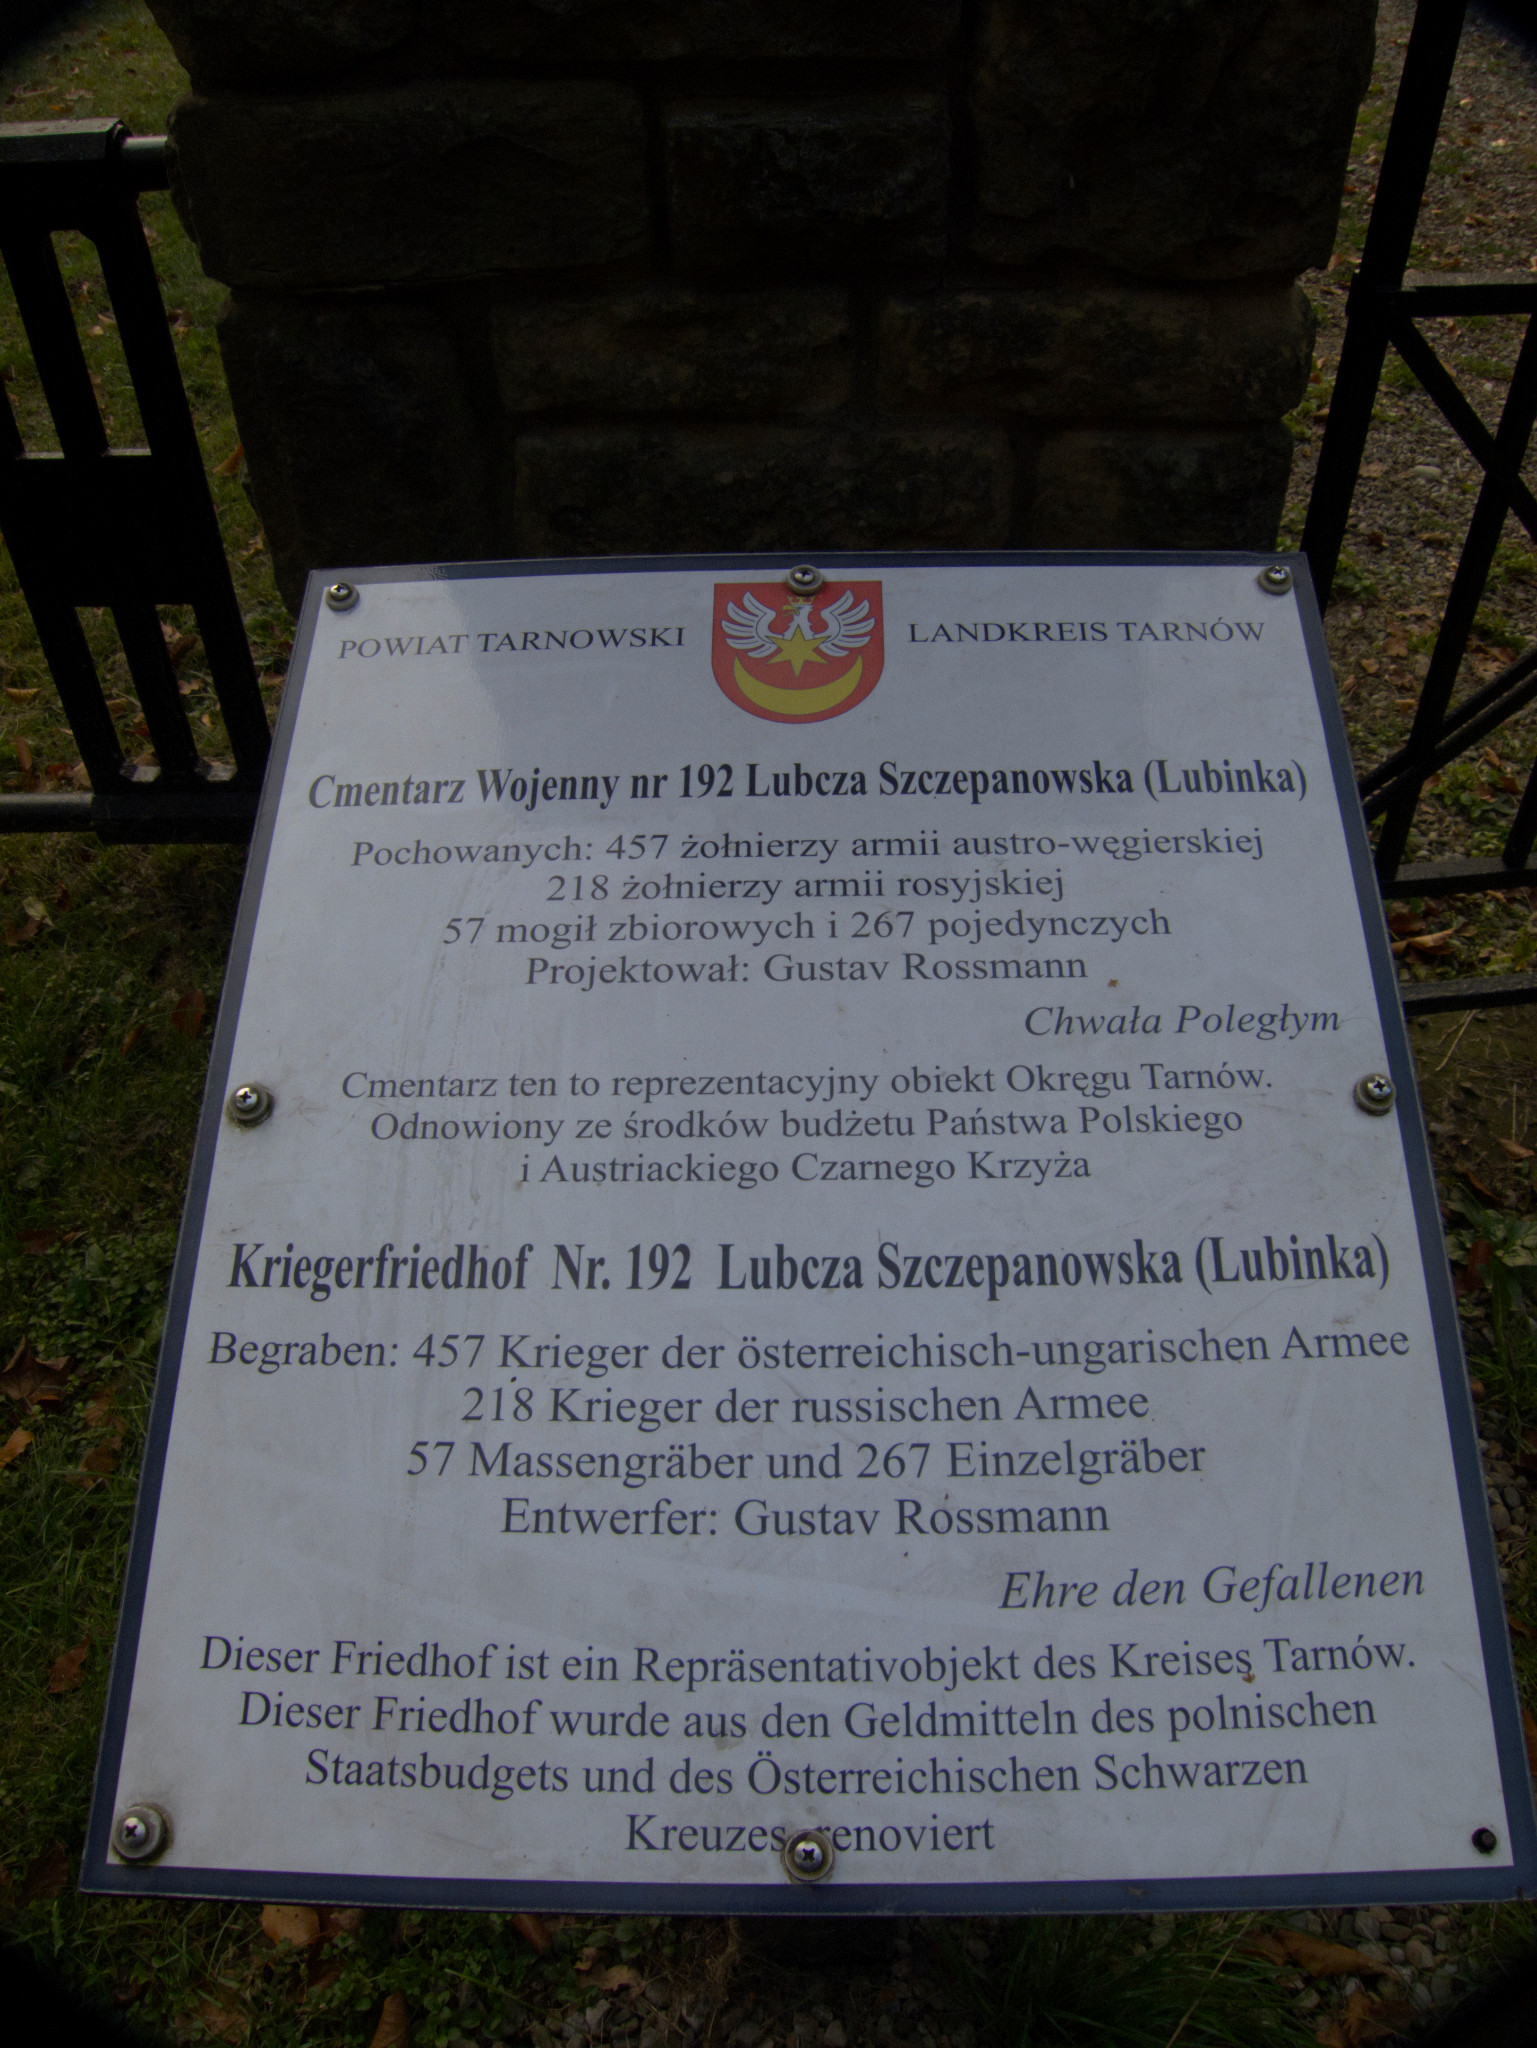 POWIAT TARNOWSKI LANDKREIS TARNÓW
Cmentarz Wojenny nr 192 Lubcza Szczepanowska (Lubinka)
Pochowanych: 457 żołnierzy armii austro-węgierskiej
218 żołnierzy armii rosyjskiej
57 mogił zbiorowych i 267 pojedynczych
Projektował: Gustav Rossmann
Chwała Poległym
Cmentarz ten to reprezentacyjny obiekt Okręgu Tarnów.
Odnowiony ze środków budżetu Państwa Polskiego
i Austriackiego Czarnego Krzyża
Kriegerfriedhof Nr. 192 Lubcza Szczepanowska (Lubinka)
Begraben: 457 Krieger der österreichisch-ungarischen Armee
218 Krieger der russischen Armee
57 Massengräber und 267 Einzelgräber
Entwerfer: Gustav Rossmann
Ehre den Gefallenen
Dieser Friedhof ist ein Repräsentativobjekt des Kreises Tarnów.
Dieser Friedhof wurde aus den Geldmitteln des polnischen
Staatsbudgets und des Österreichischen Schwarzen
Kreuzes renoviert